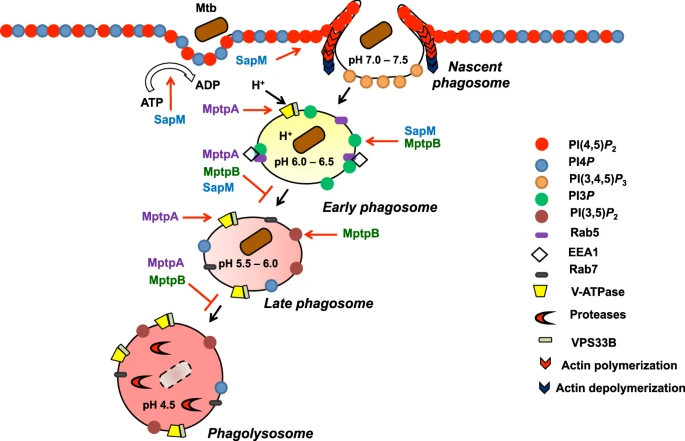 Mtb
SapM
pH 7.0 – 7.5
Nascent
phagosome
ATP
ADP
SapM
H+
MptpA
H+
pH 6.0 – 6.5
SapM
MptpB
MptpA
MptpB
SapM
Early phagosome
MptpA
MptpB
pH 5.5 – 6.0
MptpA
MptpB
Late phagosome
pH 4.5
Phagolysosome
PI(4,5)P2
PI4P
PI(3,4,5)P3
PI3P
PI(3,5)P2
Rab5
EEA1
Rab7
V-ATPase
Proteases
VPS33B
Actin polymerization
Actin depolymerization